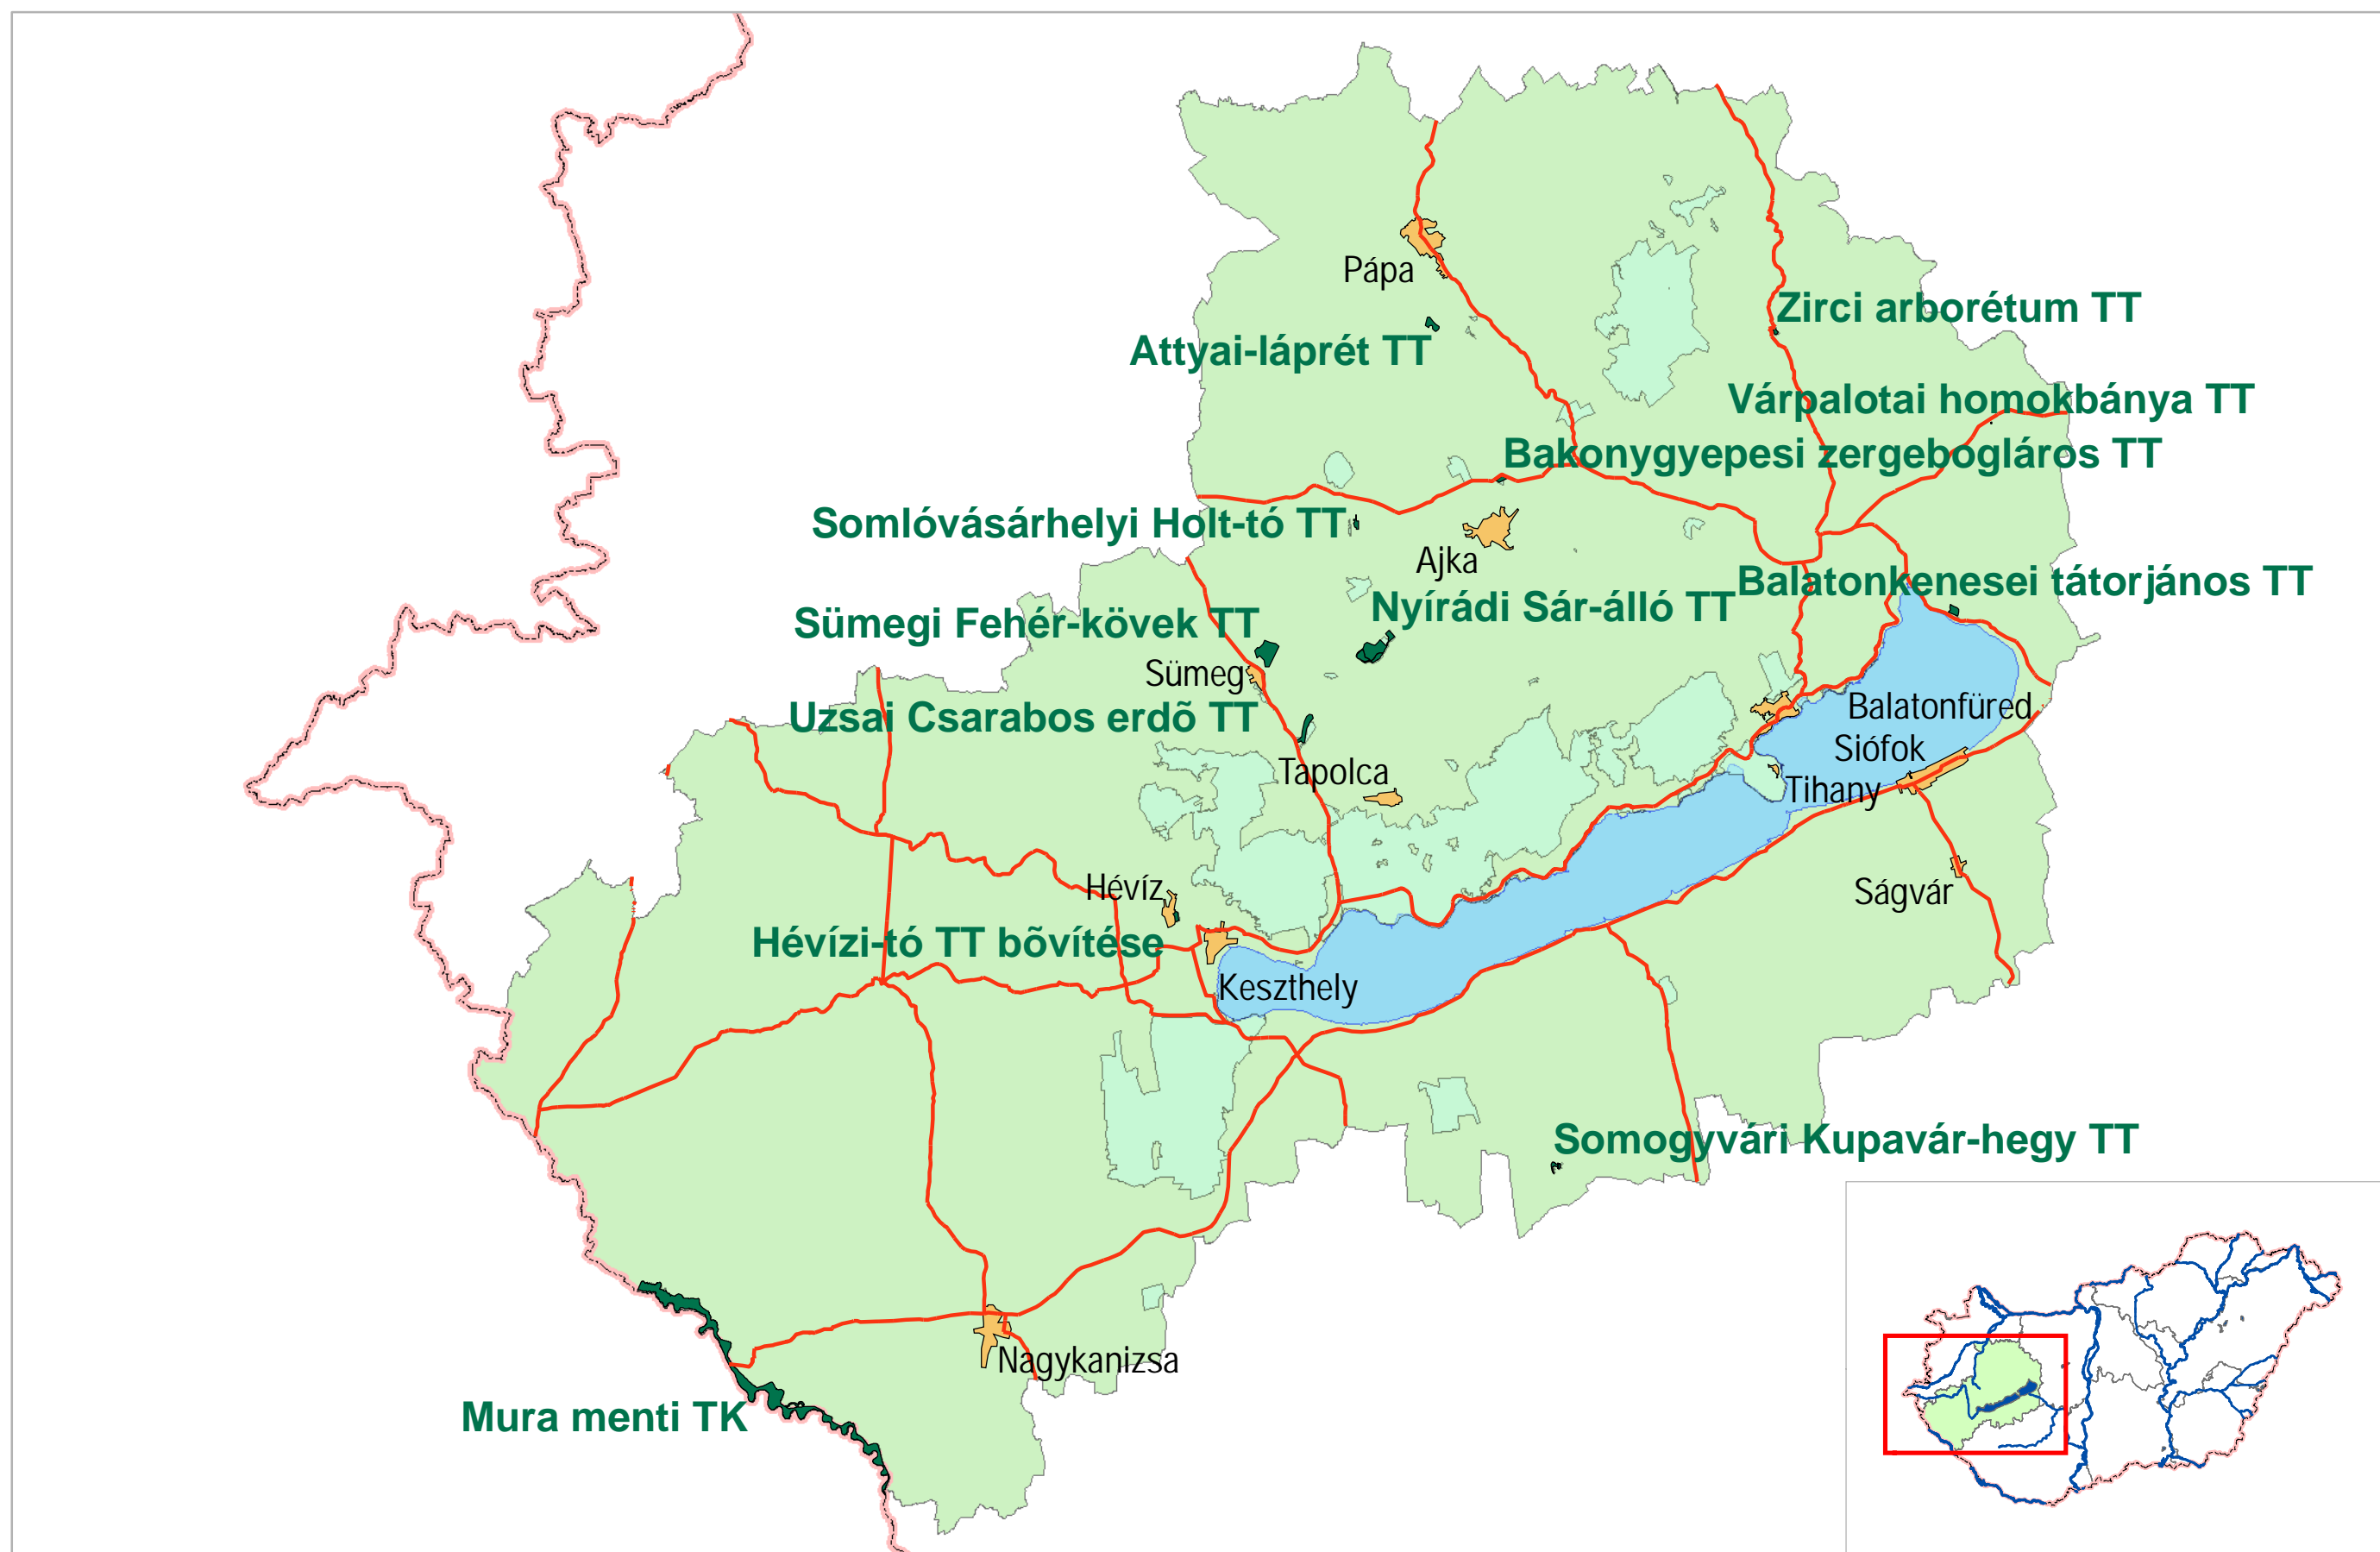 Pápa
Zirci arborétum TT
Attyai-láprét TT
Várpalotai homokbánya TT
Bakonygyepesi zergebogláros TT
Somlóvásárhelyi Holt-tó TT
Ajka
Balatonkenesei tátorjános TT
Nyírádi Sár-álló TT
Sümegi Fehér-kövek TT
Sümeg
Uzsai Csarabos erdõ TT
Balatonfüred
Siófok
Tapolca
Tihany
Hévíz
Ságvár
Hévízi-tó TT bõvítése
Keszthely
Somogyvári Kupavár-hegy TT
Nagykanizsa
Mura menti TK